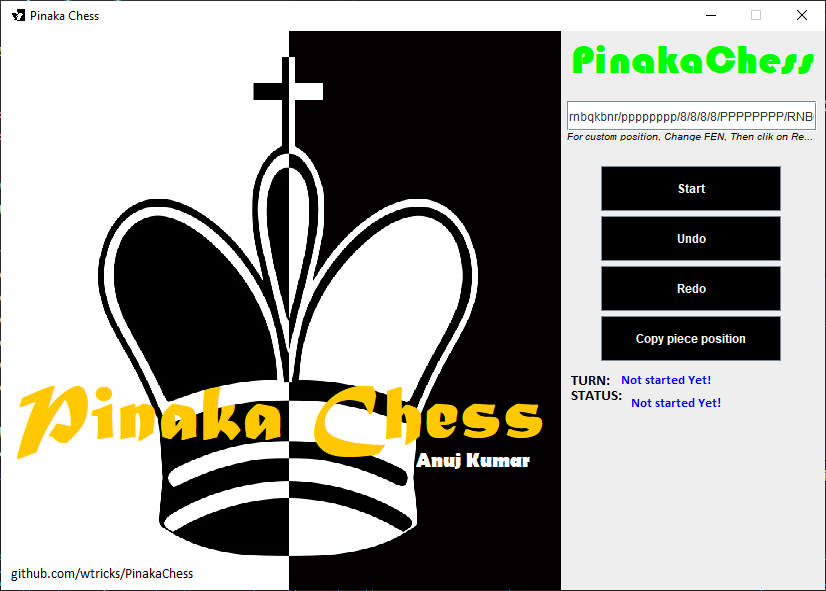 Pinaka Chess
PinakaChess
rnbqkbnr/pppppppp/8/8/8/8/PPPPPPPP/RNB
For custom position, Change FEN, Then clik on Re...
Start
Undo
Redo
Copy piece position
TURN: Not started Yet!
STATUS: Not started Yet!
Pinaka Chess
Anuj Kumar
github.com/wtricks/PinakaChess